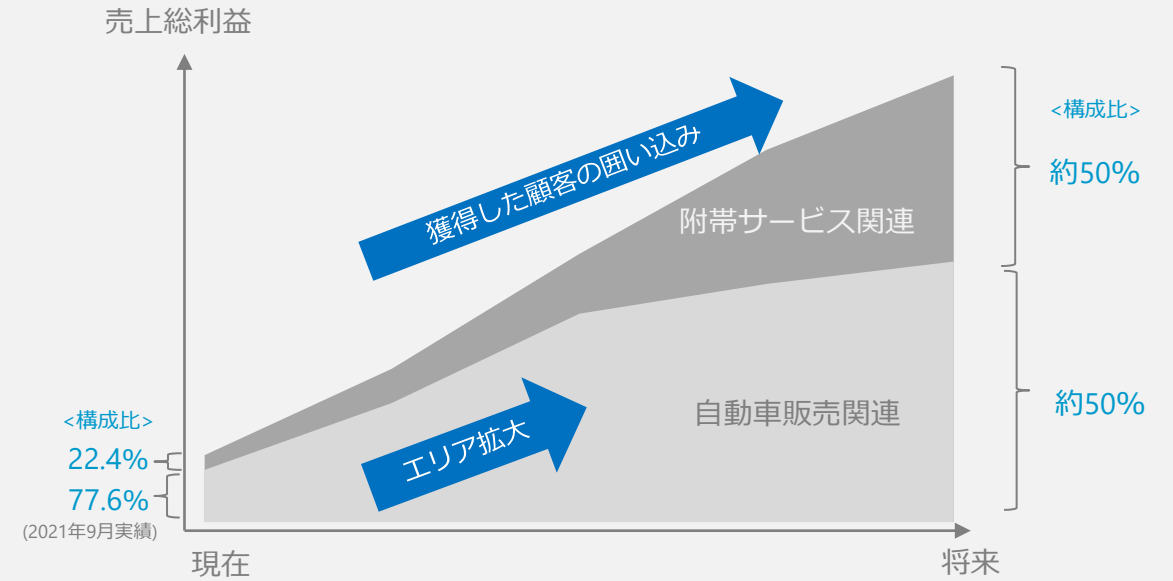 売上総利益
<構成比>
約50%
獲得した顧客の囲い込み
附帯サービス関連
エリア拡大
自動車販売関連
約50%
<構成比>
22.4%
77.6%
(2021年9月実績)
現在
将来